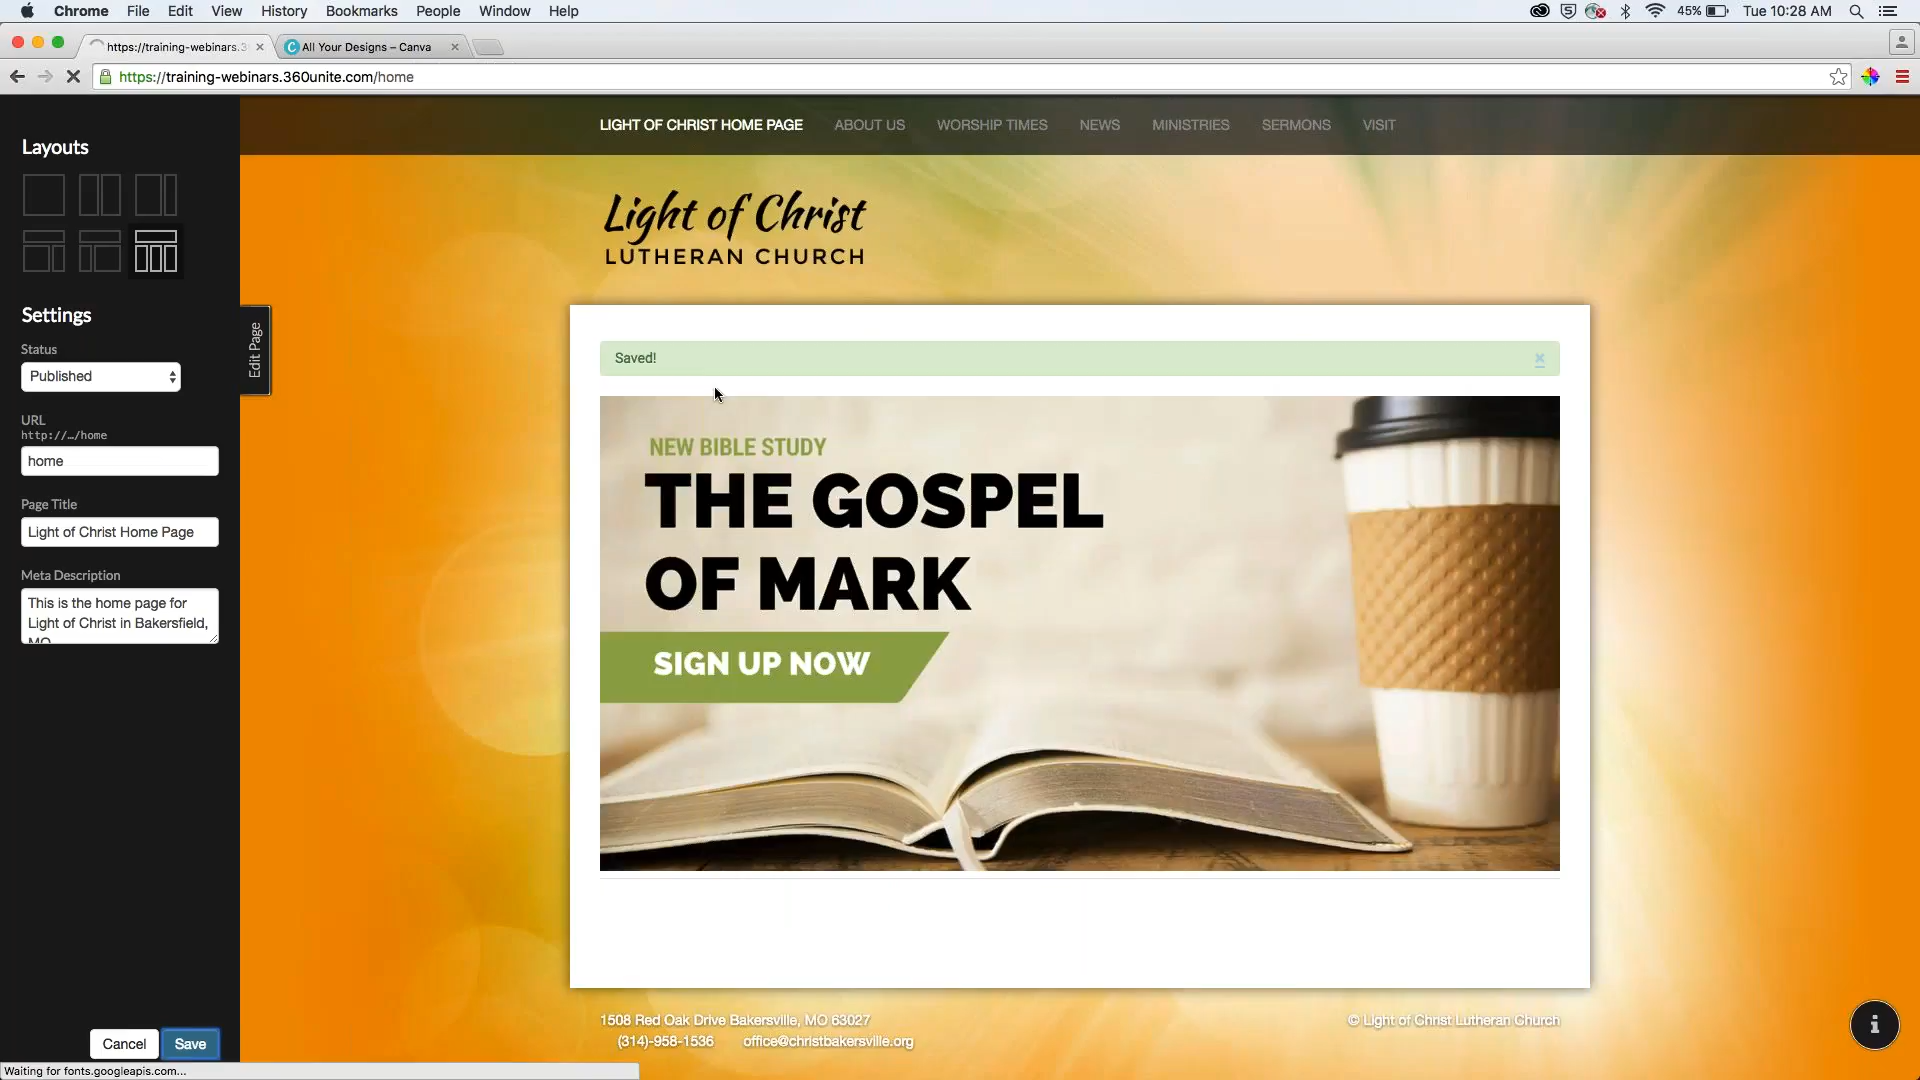 Chrome File Edit View History Bookmarks People Window Help
45% Tue 10:28 AM
https://training-webinars.3
All Your Designs – Canva
https://training-webinars.360unite.com/home
LIGHT OF CHRIST HOME PAGE ABOUT US WORSHIP TIMES NEWS MINISTRIES SERMONS VISIT
Layouts
Light of Christ
LUTHERAN CHURCH
Settings
Status
Published
Edit Page
URL
http://…/home
home
Page Title
Light of Christ Home Page
Meta Description
This is the home page for
Light of Christ in Bakersfield,
MO
Saved! ×
NEW BIBLE STUDY
THE GOSPEL
OF MARK
SIGN UP NOW
1508 Red Oak Drive Bakersville, MO 63027
© Light of Christ Lutheran Church
(314)-958-1536 office@christbakersville.org
Cancel Save
Waiting for fonts.googleapis.com...